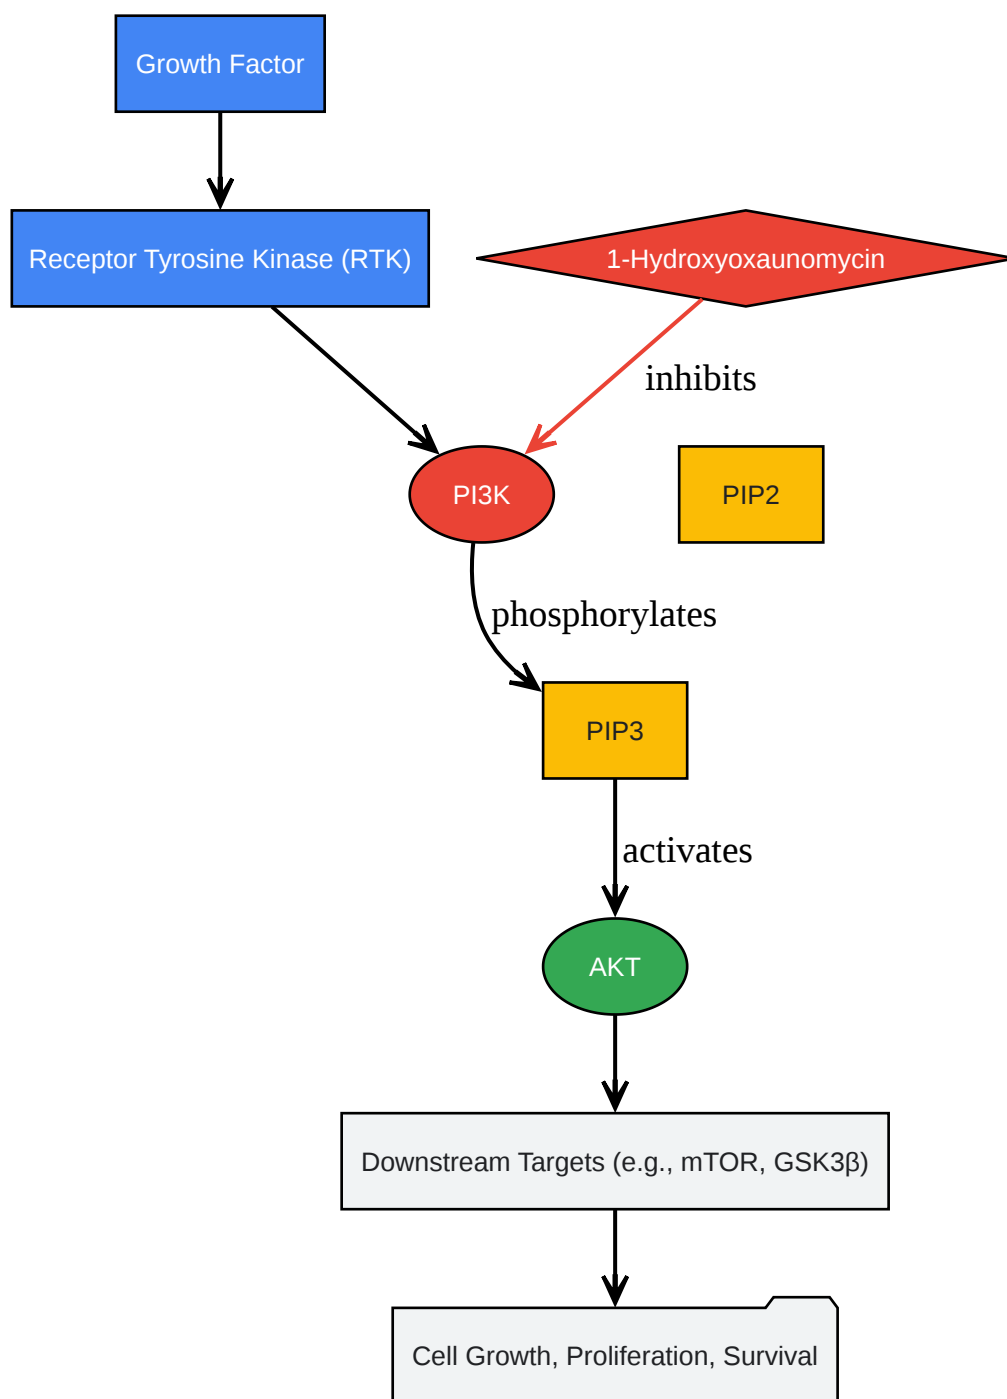 Growth Factor
Receptor Tyrosine Kinase (RTK)
1-Hydroxyoxaunomycin
inhibits
PI3K
PIP2
phosphorylates
PIP3
activates
AKT
Downstream Targets (e.g., mTOR, GSK3β)
Cell Growth, Proliferation, Survival